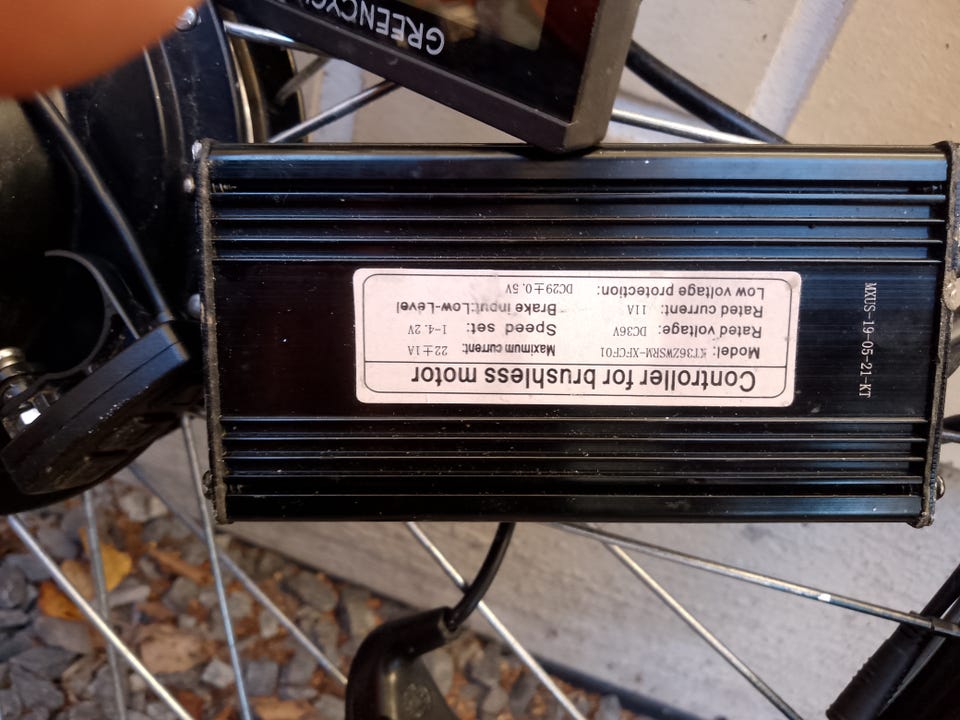 GREENCYCL
Controller for brushless motor
Model: KT36ZWSRM-XFCF01 Maximum current: 22±1A
Rated voltage: DC36V Speed set: 1-4.2V
Rated current: 11A Brake input:Low-Level
Low voltage protection: DC29±0.5V
MXUS-19-05-21-KT